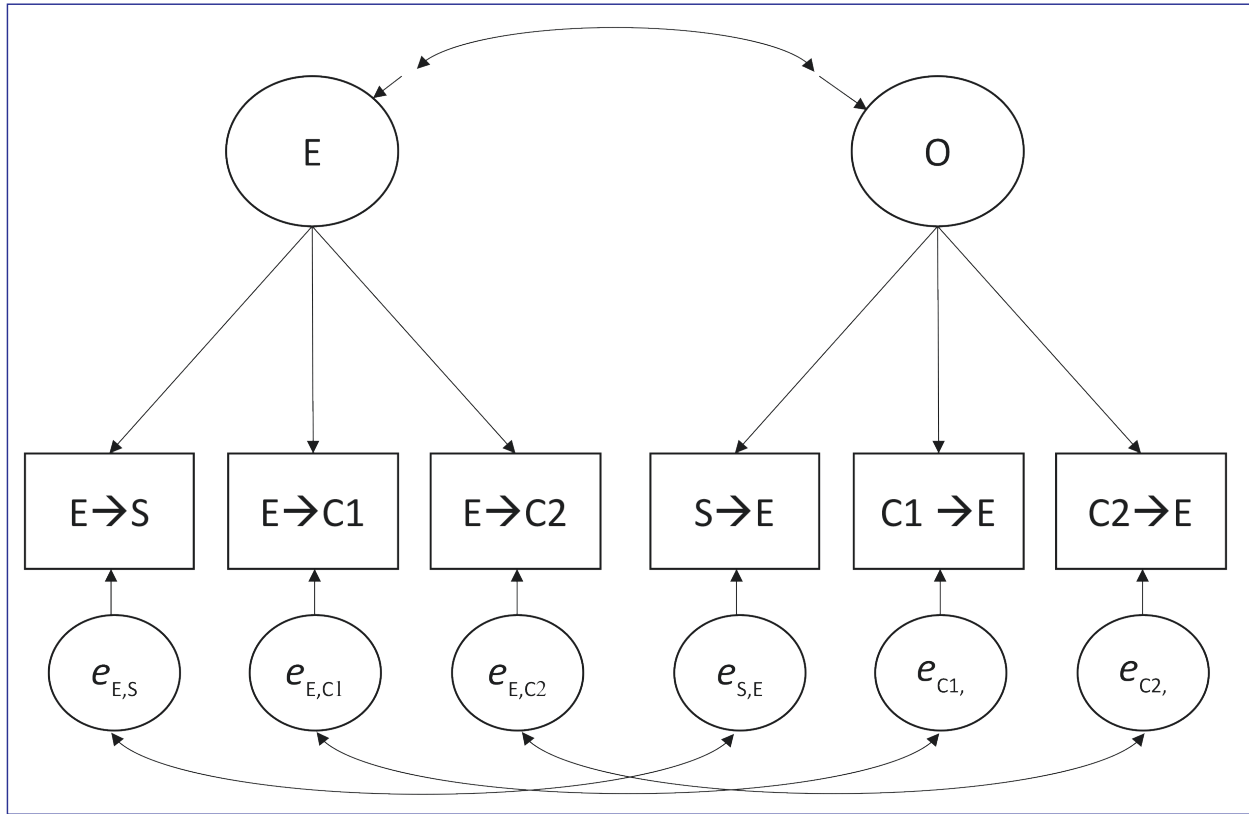 E
O
E→S
E→C1
E→C2
S→E
C1 →E
C2→E
eE,S
eE,C1
eE,C2
eS,E
eC1,
eC2,